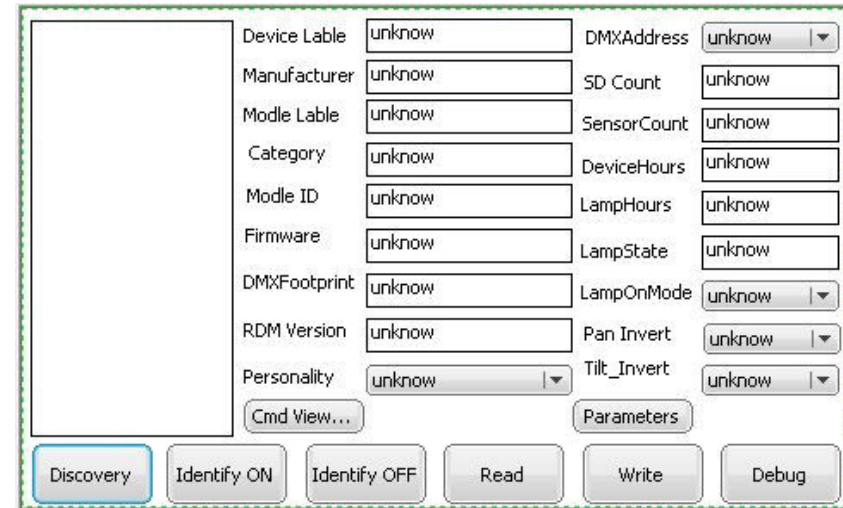 Device Lable unknow DMXAddress unknow
Manufacturer unknow SD Count unknow
Modle Lable unknow SensorCount unknow
Category unknow DeviceHours unknow
Modle ID unknow LampHours unknow
Firmware unknow LampState unknow
DMXFootprint unknow LampOnMode unknow
RDM Version unknow Pan Invert unknow
Personality unknow Tilt_Invert unknow
Cmd View... Parameters
Discovery Identify ON Identify OFF Read Write Debug